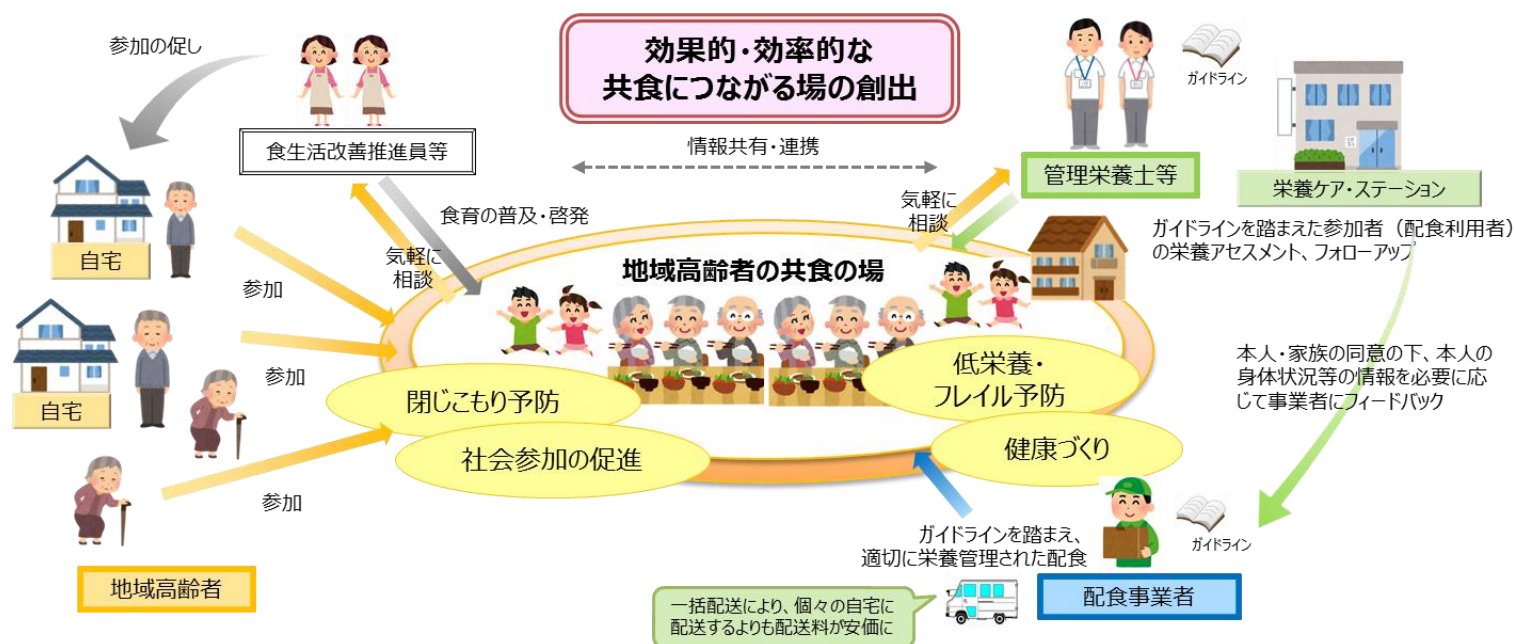 参加の促し
効果的・効率的な
共食につながる場の創出
ガイドライン
食生活改善推進員等
情報共有・連携
管理栄養士等
栄養ケア・ステーション
気軽に
相談
食育の普及・啓発
ガイドラインを踏まえた参加者（配食利用者）
の栄養アセスメント、フォローアップ
自宅
気軽に
相談
地域高齢者の共食の場
参加
参加
自宅
閉じこもり予防
低栄養・
フレイル予防
本人・家族の同意の下、本人の
身体状況等の情報を必要に応
じて事業者にフィードバック
社会参加の促進
健康づくり
参加
ガイドラインを踏まえ、
適切に栄養管理された配食
ガイドライン
地域高齢者
配食事業者
一括配送により、個々の自宅に
配送するよりも配送料が安価に